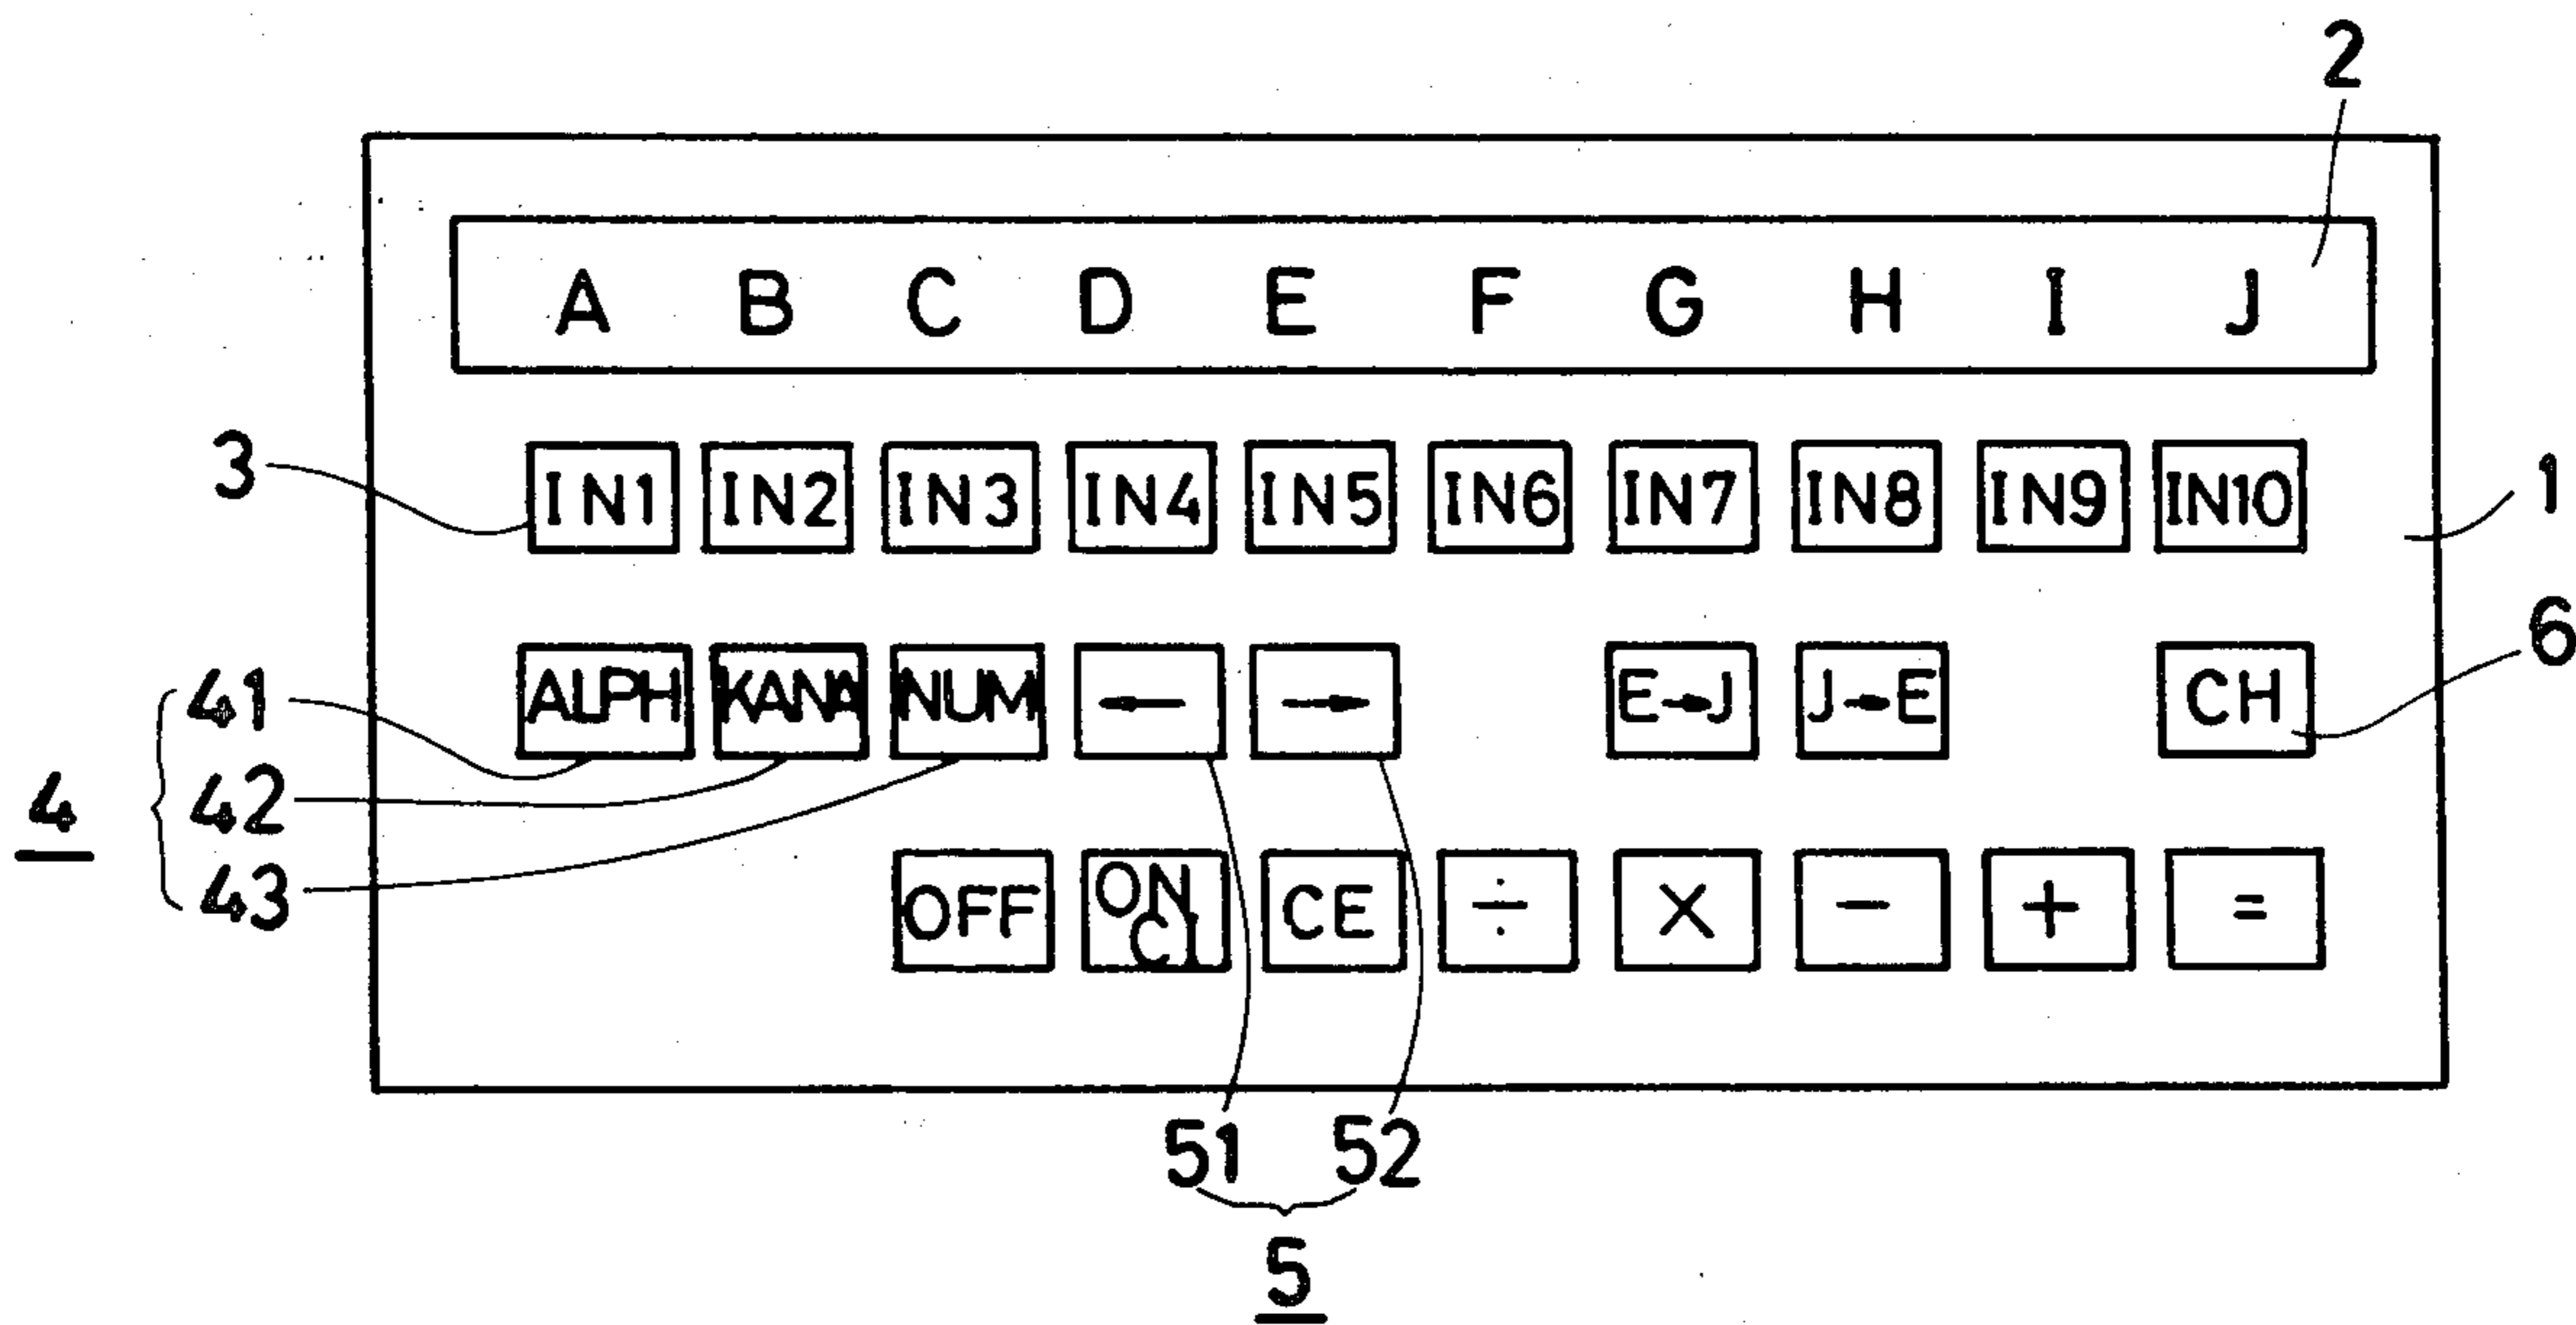 2
A B C D E F G H I J
3 IN1 IN2 IN3 IN4 IN5 IN6 IN7 IN8 IN9 IN10 1
41 ALPH KANA NUM ← → E→J J→E CH 6
4 42
43 OFF ON CE ÷ × − + =
CL
51 52
5